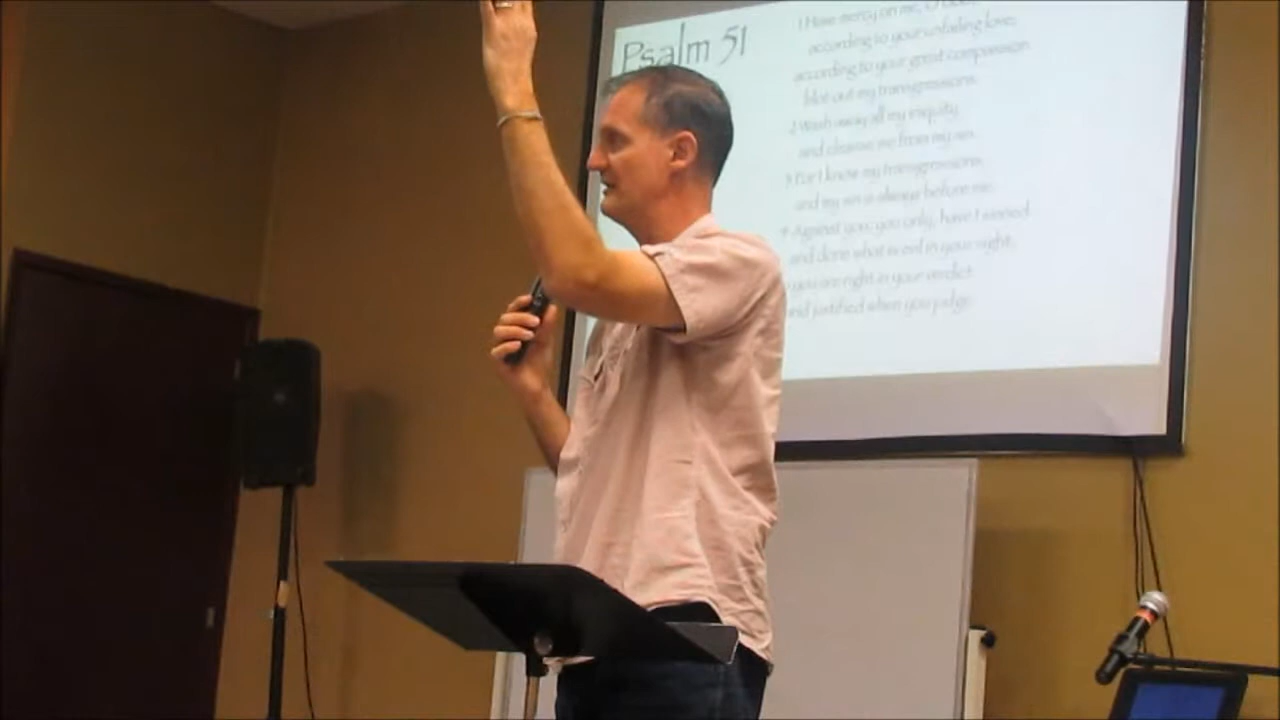 Psalm 51
1 Have mercy on me, O
according to your unfailing love;
according to your great compassion
blot out my transgressions.
2 Wash away all my iniquity
and cleanse me from my sin.
3 For I know my transgressions,
and my sin is always before me.
4 Against you, you only, have I sinned
and done what is evil in your sight;
you are right in your verdict
and justified when you judge.